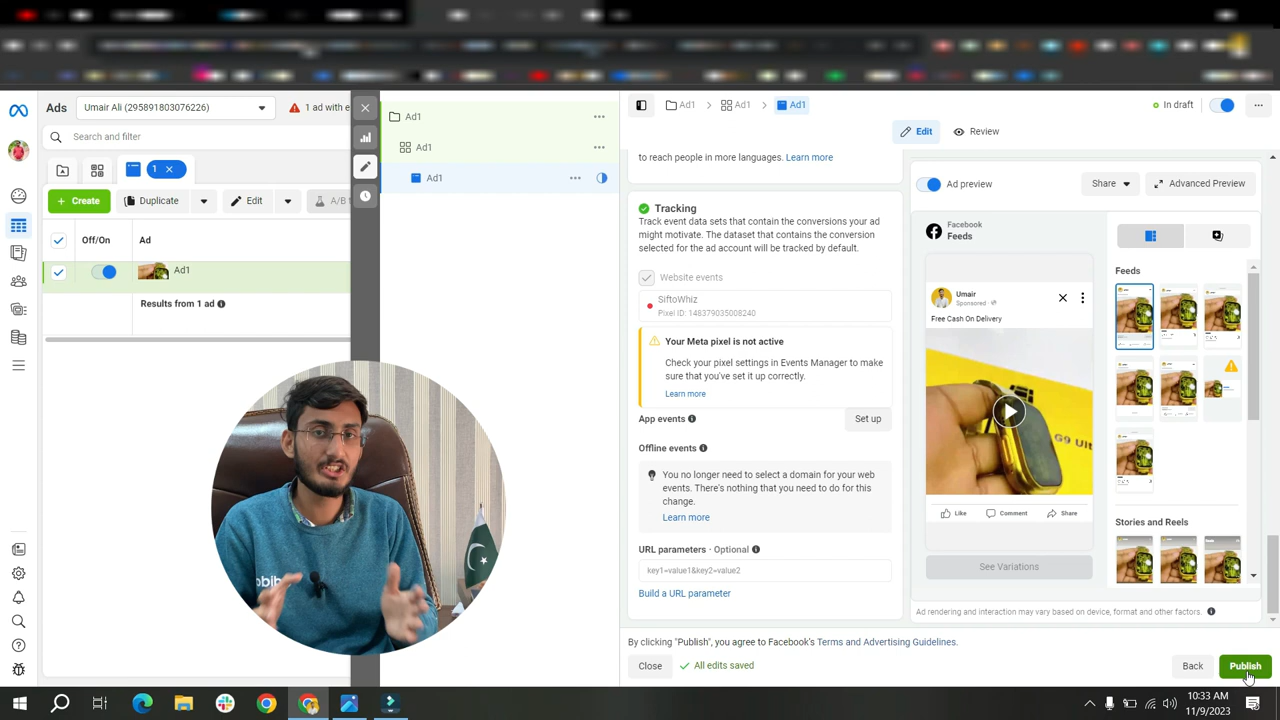 Ads
Umair Ali (295891803076226)
1 ad with e
Search and filter
1
Create
Duplicate
Edit
A/B
Off/On
Ad
Ad1
Results from 1 ad
Ad1
Ad1
Ad1
Ad1
Ad1
Ad1
In draft
Edit
Review
to reach people in more languages. Learn more
Tracking
Track event data sets that contain the conversions your ad
might motivate. The dataset that contains the conversion
selected for the ad account will be tracked by default.
Website events
SiftoWhiz
Pixel ID: 148379035008240
Your Meta pixel is not active
Check your pixel settings in Events Manager to make
sure that you've set it up correctly.
Learn more
App events
Set up
Offline events
You no longer need to select a domain for your web
events. There's nothing that you need to do for this
change.
Learn more
URL parameters · Optional
key1=value1&key2=value2
Build a URL parameter
Ad preview
Share
Advanced Preview
Facebook
Feeds
Umair
Sponsored ·
Free Cash On Delivery
G9 Ul
Like
Comment
Share
See Variations
Feeds
Stories and Reels
Ad rendering and interaction may vary based on device, format and other factors.
By clicking "Publish", you agree to Facebook's Terms and Advertising Guidelines.
Close
All edits saved
Back
Publish
10:33 AM
11/9/2023